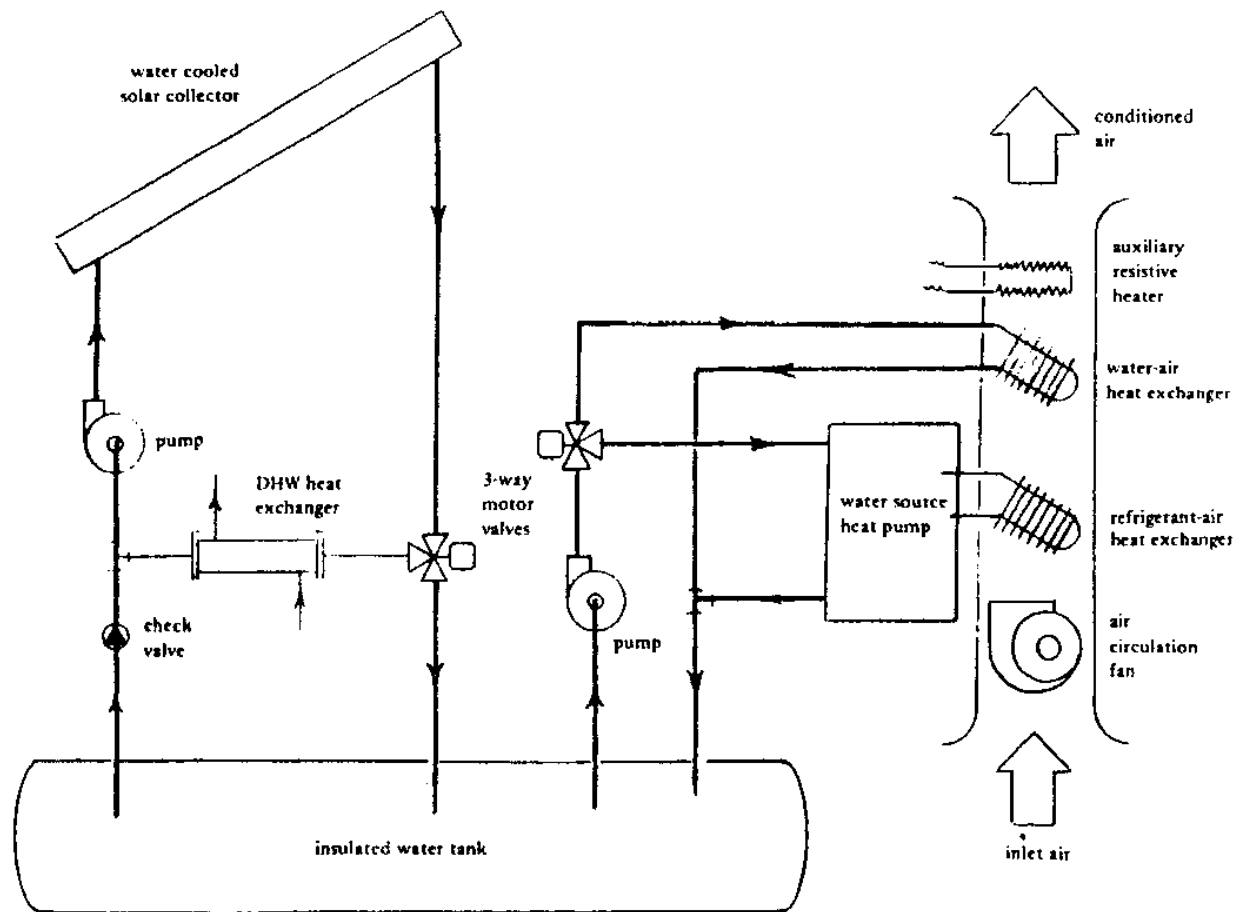 water cooled
solar collector
conditioned
air
auxiliary
resistive
heater
water-air
heat exchanger
pump
DHW heat
exchanger
3-way
motor
valves
water source
heat pump
refrigerant-air
heat exchanger
check
valve
pump
air
circulation
fan
insulated water tank
inlet air